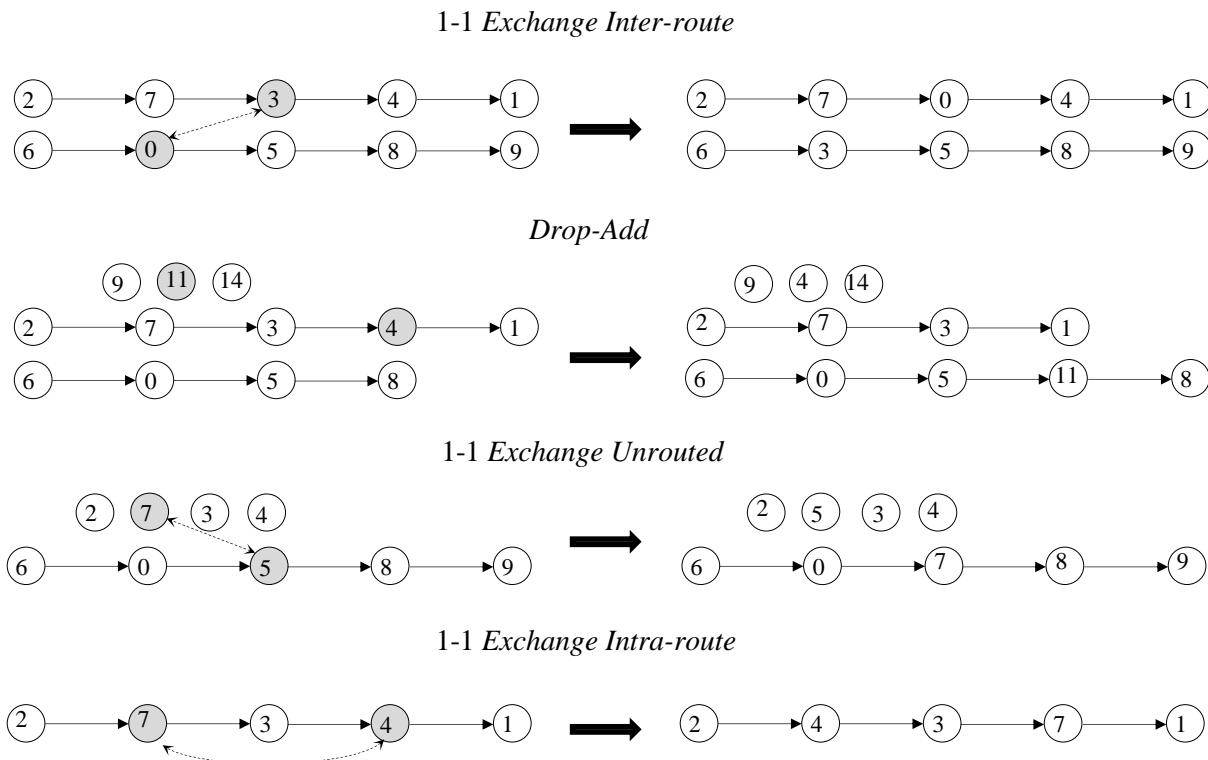 1-1 Exchange Inter-route
2 7 3 4 1 2 7 0 4 1
6 0 5 8 9 6 3 5 8 9
Drop-Add
9 11 14 9 4 14
2 7 3 4 1 2 7 3 1
6 0 5 8 6 0 5 11 8
1-1 Exchange Unrouted
2 7 3 4 2 5 3 4
6 0 5 8 9 6 0 7 8 9
1-1 Exchange Intra-route
2 7 3 4 1 2 4 3 7 1